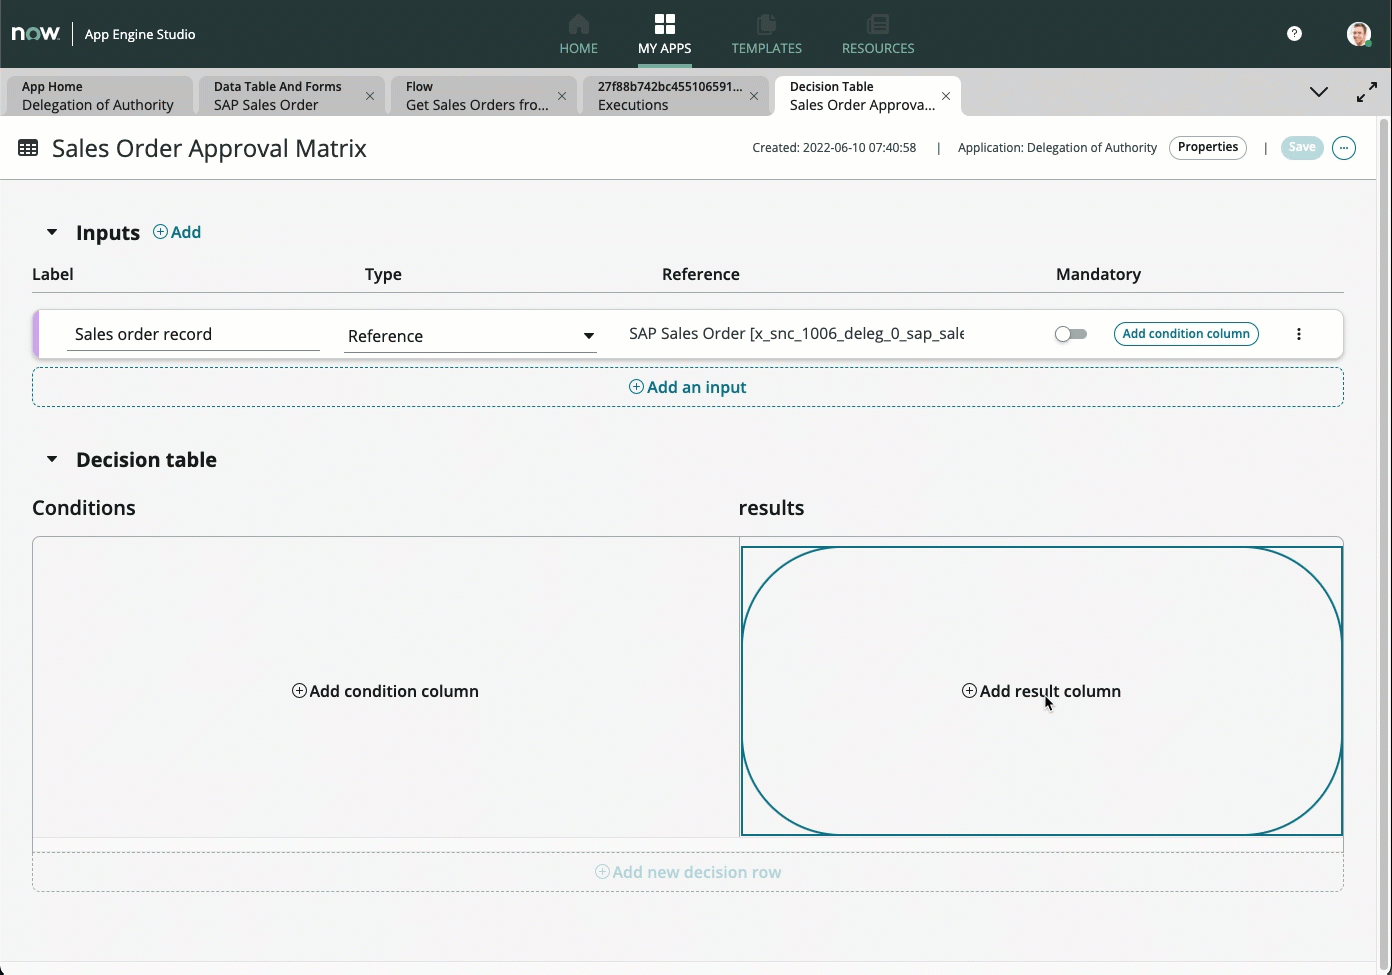 now.
App Engine Studio
HOME
MY APPS
TEMPLATES
RESOURCES
?
App Home
Delegation of Authority
Data Table And Forms
SAP Sales Order
Flow
Get Sales Orders fro...
27f88b742bc455106591...
Executions
Decision Table
Sales Order Approva...
Sales Order Approval Matrix
Created: 2022-06-10 07:40:58 | Application: Delegation of Authority Properties | Save ...
Inputs Add
Label Type Reference Mandatory
Sales order record Reference SAP Sales Order [x_snc_1006_deleg_0_sap_sale Add condition column
Add an input
Decision table
Conditions results
Add condition column Add result column
Add new decision row